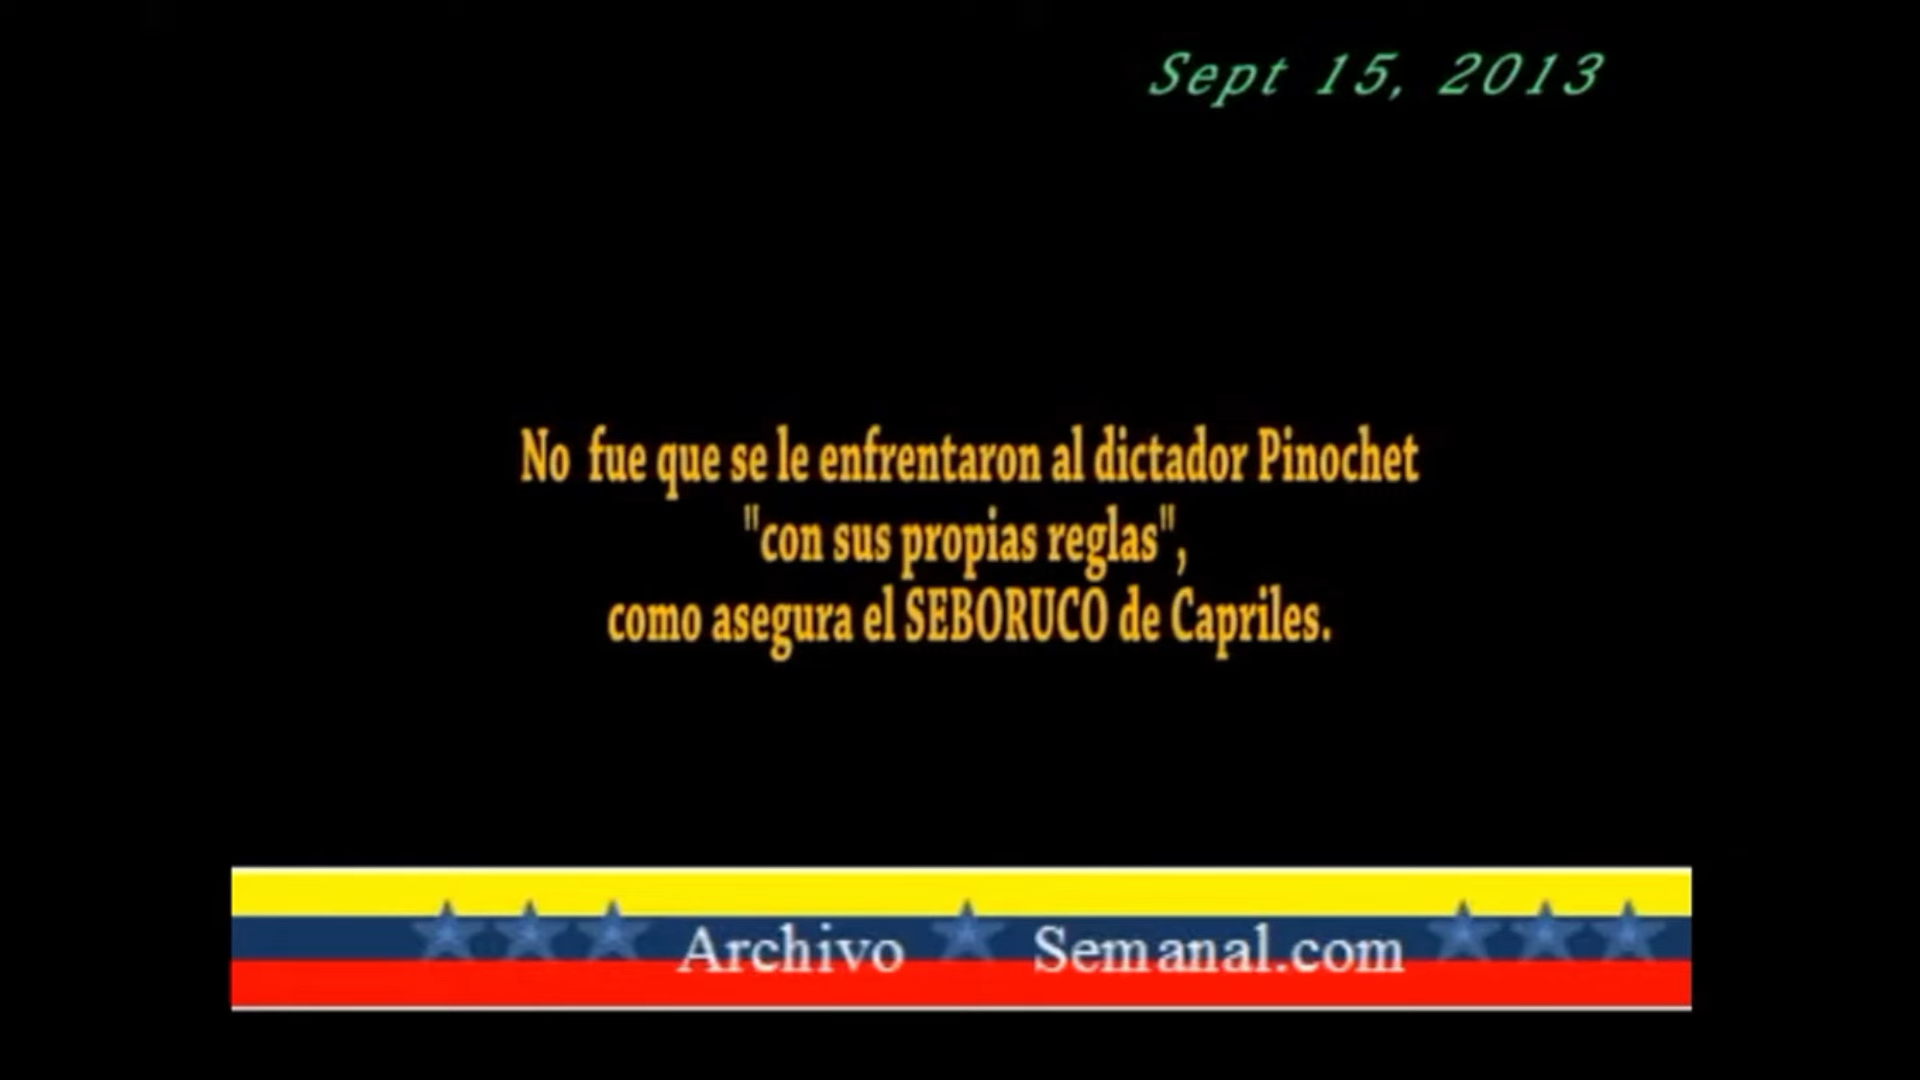 Sept 15, 2013
No fue que se le enfrentaron al dictador Pinochet
"con sus propias reglas",
como asegura el SEBORUCO de Capriles.
Archivo Semanal.com